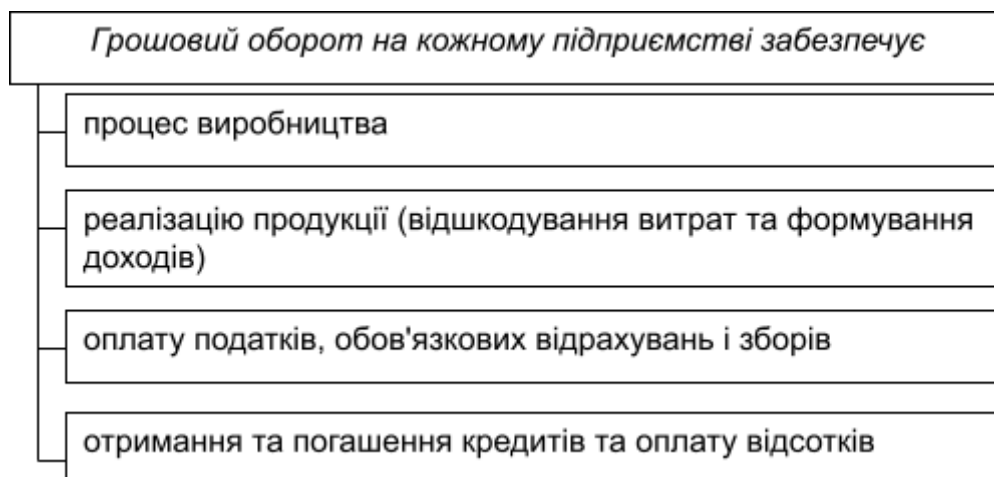 Грошовий оборот на кожному підприємстві забезпечує
процес виробництва
реалізацію продукції (відшкодування витрат та формування
доходів)
оплату податків, обов'язкових відрахувань і зборів
отримання та погашення кредитів та оплату відсотків